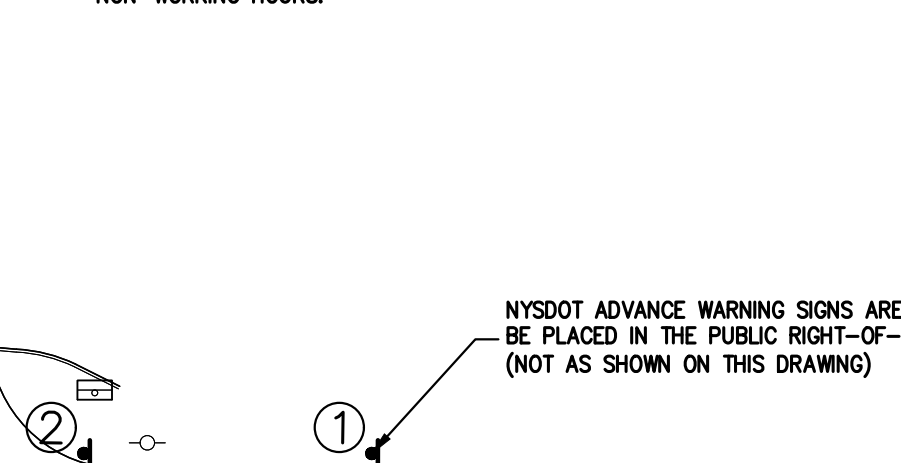 NON-WORKING HOURS.
NYSDOT ADVANCE WARNING SIGNS ARE
BE PLACED IN THE PUBLIC RIGHT-OF-
(NOT AS SHOWN ON THIS DRAWING)
2
1